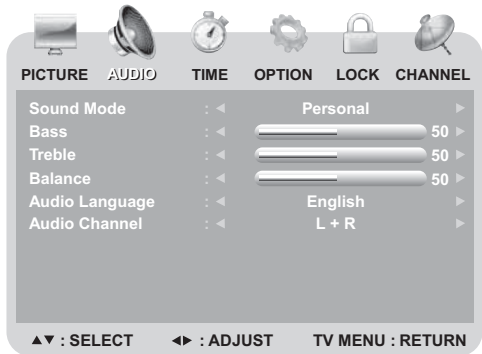 PICTURE AUDIO TIME OPTION LOCK CHANNEL
Sound Mode : ◀ Personal ▶
Bass : ◀ 50 ▶
Treble : ◀ 50 ▶
Balance : ◀ 50 ▶
Audio Language : ◀ English ▶
Audio Channel : ◀ L + R ▶
▲▼ : SELECT ◀▶ : ADJUST TV MENU : RETURN